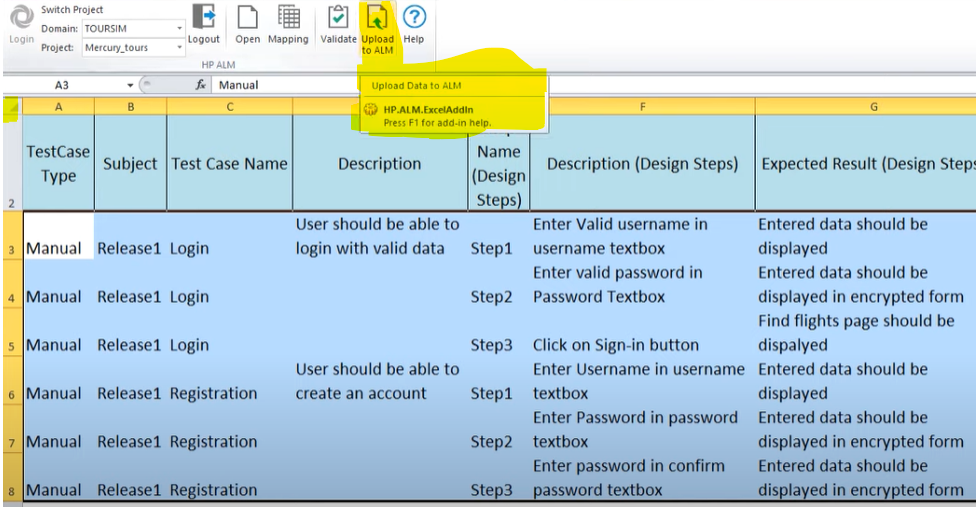 Switch Project
Domain: TOURSIM
Project: Mercury_tours
Login
Logout
Open
Mapping
Validate
Upload
to ALM
Help
HP ALM
A3
fx
Manual
Upload Data to ALM
HP.ALM.ExcelAddIn
Press F1 for add-in help.
A B C F G
2
TestCase
Type
Subject
Test Case Name
Description
Name
(Design
Steps)
Description (Design Steps)
Expected Result (Design Steps
3 Manual Release1 Login
User should be able to
login with valid data
Step1
Enter Valid username in
username textbox
Entered data should be
displayed
4 Manual Release1 Login
Step2
Enter valid password in
Password Textbox
Entered data should be
displayed in encrypted form
5 Manual Release1 Login
Step3
Click on Sign-in button
Find flights page should be
dispalyed
6 Manual Release1 Registration
User should be able to
create an account
Step1
Enter Username in username
textbox
Entered data should be
displayed
7 Manual Release1 Registration
Step2
Enter Password in password
textbox
Entered data should be
displayed in encrypted form
8 Manual Release1 Registration
Step3
Enter password in confirm
password textbox
Entered data should be
displayed in encrypted form